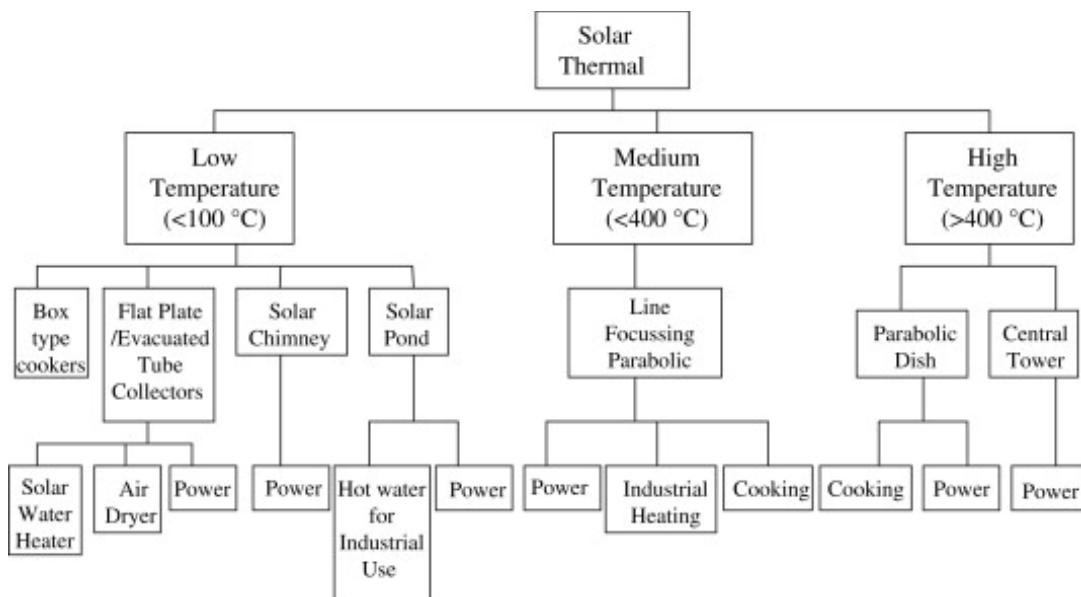 Solar
Thermal
Low
Temperature
(<100 °C)
Medium
Temperature
(<400 °C)
High
Temperature
(>400 °C)
Box
type
cookers
Flat Plate
/Evacuated
Tube
Collectors
Solar
Chimney
Solar
Pond
Line
Focussing
Parabolic
Parabolic
Dish
Central
Tower
Solar
Water
Heater
Air
Dryer
Power
Power
Hot water
for
Industrial
Use
Power
Power
Industrial
Heating
Cooking
Cooking
Power
Power